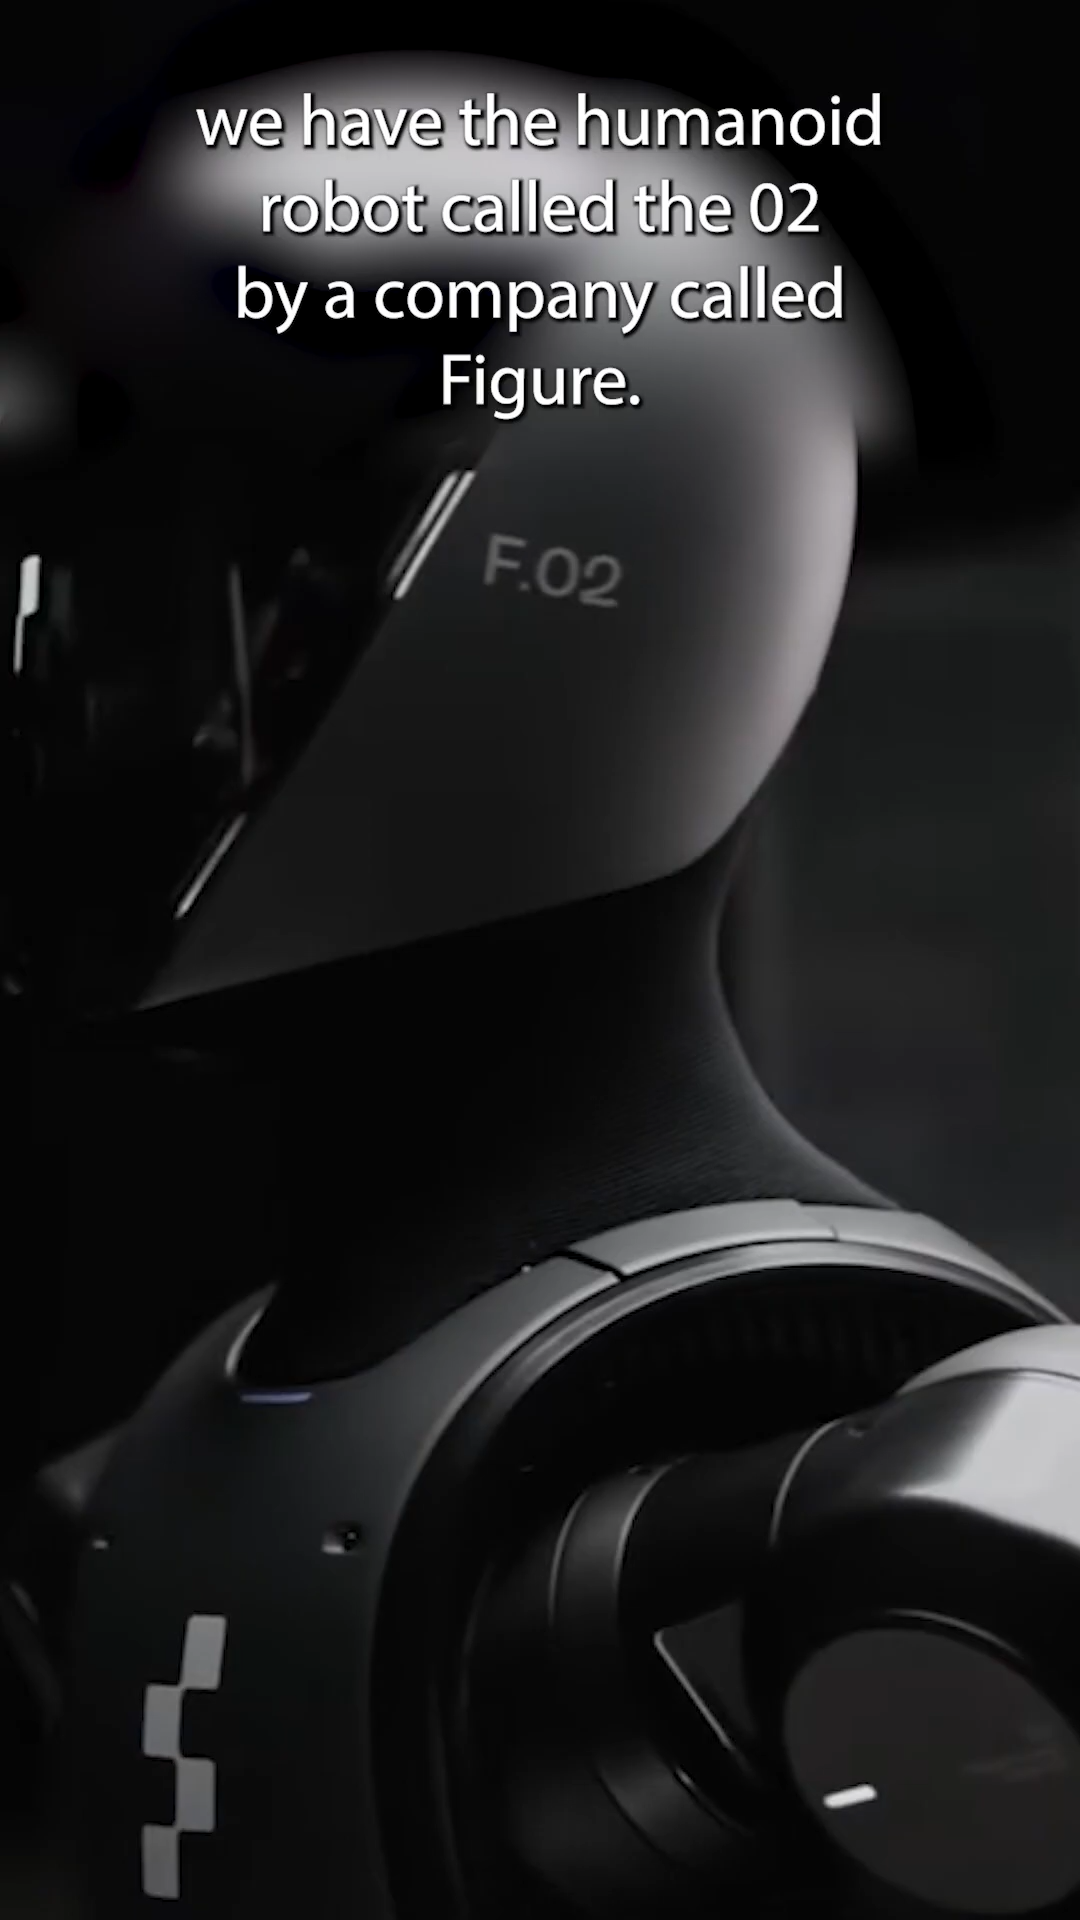 we have the humanoid
robot called the 02
by a company called
Figure.
F.02